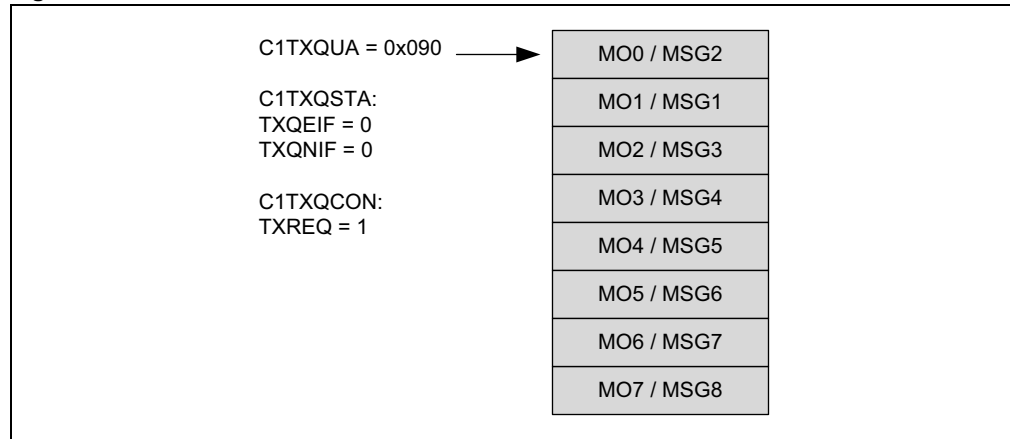 C1TXQUA = 0x090
C1TXQSTA:
TXQEIF = 0
TXQNIF = 0
C1TXQCON:
TXREQ = 1
MO0 / MSG2
MO1 / MSG1
MO2 / MSG3
MO3 / MSG4
MO4 / MSG5
MO5 / MSG6
MO6 / MSG7
MO7 / MSG8